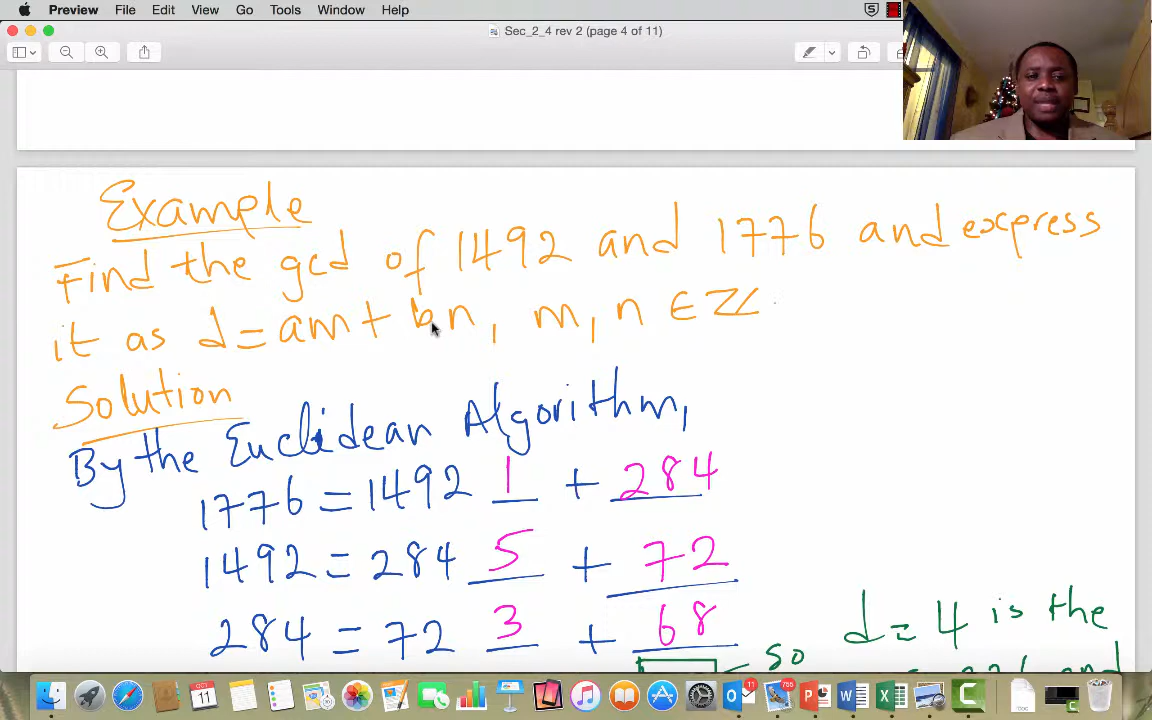 Preview File Edit View Go Tools Window Help
Sec_2_4 rev 2 (page 4 of 11)
Example
Find the gcd of 1492 and 1776 and express
it as d = am + bn, m, n ∈ ℤ
Solution
By the Euclidean Algorithm,
1776 = 1492 1 + 284
1492 = 284 5 + 72
284 = 72 3 + 68
so d = 4 is the